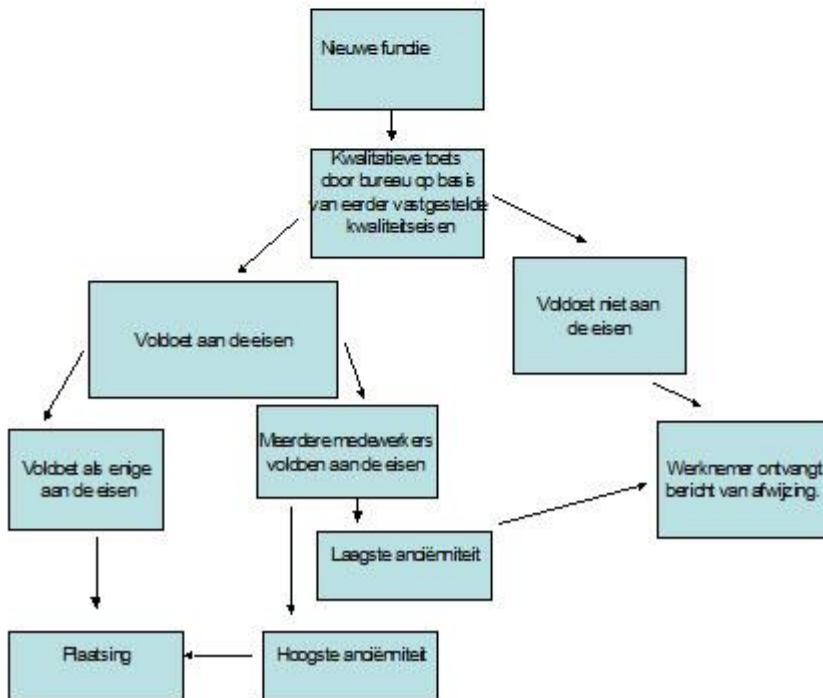 Nieuwe functie
Kwalitatieve toets
door bureau op basis
van eerder vastgestelde
kwaliteitseisen
Voldoet aan de eisen
Voldoet niet aan
de eisen
Voldoet als enige
aan de eisen
Meerdere medewerkers
voldoen aan de eisen
Werknemer ontvangt
bericht van afwijzing.
Laagste anciënniteit
Plaatsing
Hoogste anciënniteit